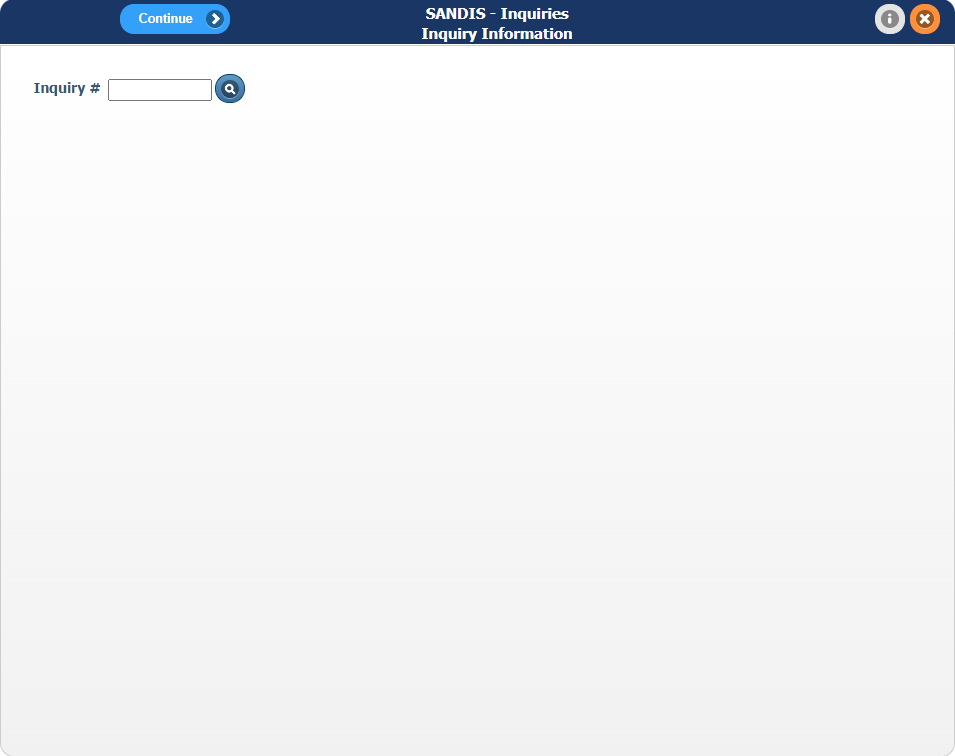 Continue
SANDIS - Inquiries
Inquiry Information
Inquiry #